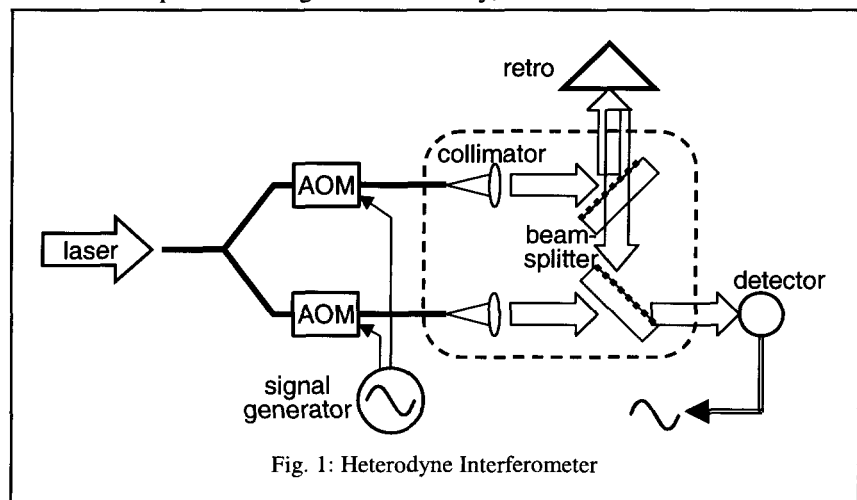 retro
collimator
AOM
laser
beam-
splitter
detector
AOM
signal
generator
Fig. 1: Heterodyne Interferometer